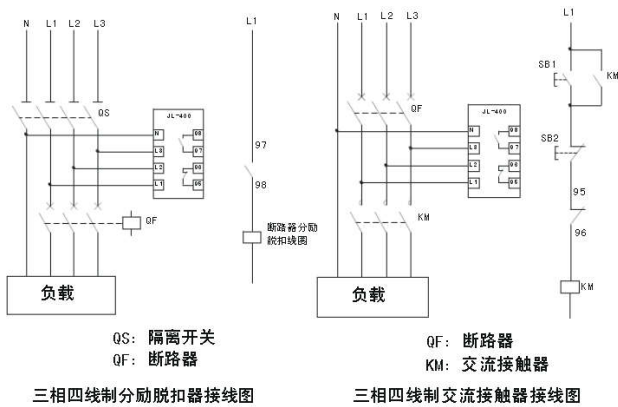 N L1 L2 L3
QS
JL-400
N 98
L3 97
L2 96
L1 95
QF
负载
L1
97
98
断路器分励
脱扣线图
QS: 隔离开关
QF: 断路器
三相四线制分励脱扣器接线图
N L1 L2 L3
QF
JL-400
N 98
L3 97
L2 96
L1 95
KM
负载
L1
SB1
KM
SB2
95
96
KM
QF: 断路器
KM: 交流接触器
三相四线制交流接触器接线图